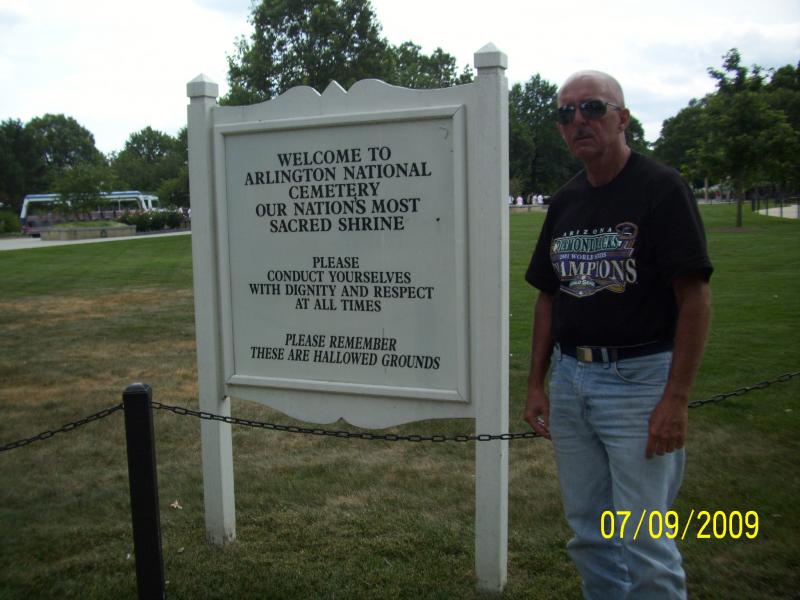 WELCOME TO
ARLINGTON NATIONAL
CEMETERY
OUR NATION'S MOST
SACRED SHRINE
PLEASE
CONDUCT YOURSELVES
WITH DIGNITY AND RESPECT
AT ALL TIMES
PLEASE REMEMBER
THESE ARE HALLOWED GROUNDS
ARIZONA
DIAMONDBACKS
2001 WORLD SERIES
CHAMPIONS
07/09/2009